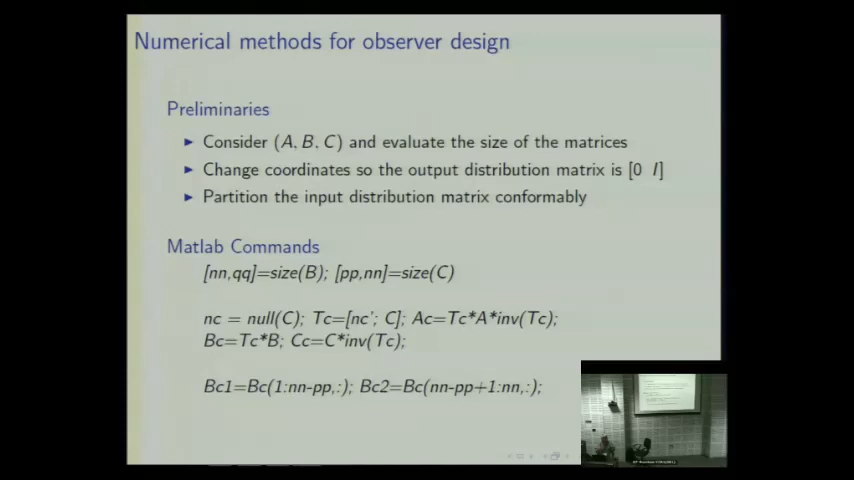 Numerical methods for observer design
Preliminaries
► Consider (A, B, C) and evaluate the size of the matrices
► Change coordinates so the output distribution matrix is [0 I]
► Partition the input distribution matrix conformably
Matlab Commands
[nn,qq]=size(B); [pp,nn]=size(C)
nc = null(C); Tc=[nc'; C]; Ac=Tc*A*inv(Tc);
Bc=Tc*B; Cc=C*inv(Tc);
Bc1=Bc(1:nn-pp,:); Bc2=Bc(nn-pp+1:nn,:);